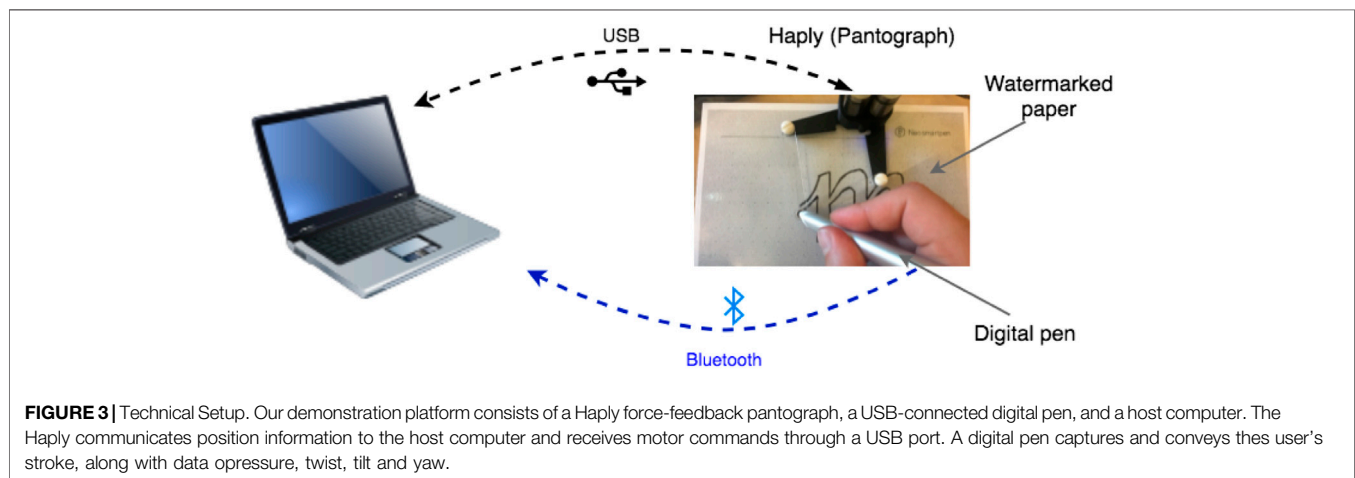 USB
Haply (Pantograph)
Watermarked
paper
Digital pen
Bluetooth
FIGURE 3 | Technical Setup. Our demonstration platform consists of a Haply force-feedback pantograph, a USB-connected digital pen, and a host computer. The
Haply communicates position information to the host computer and receives motor commands through a USB port. A digital pen captures and conveys thes user's
stroke, along with data opressure, twist, tilt and yaw.